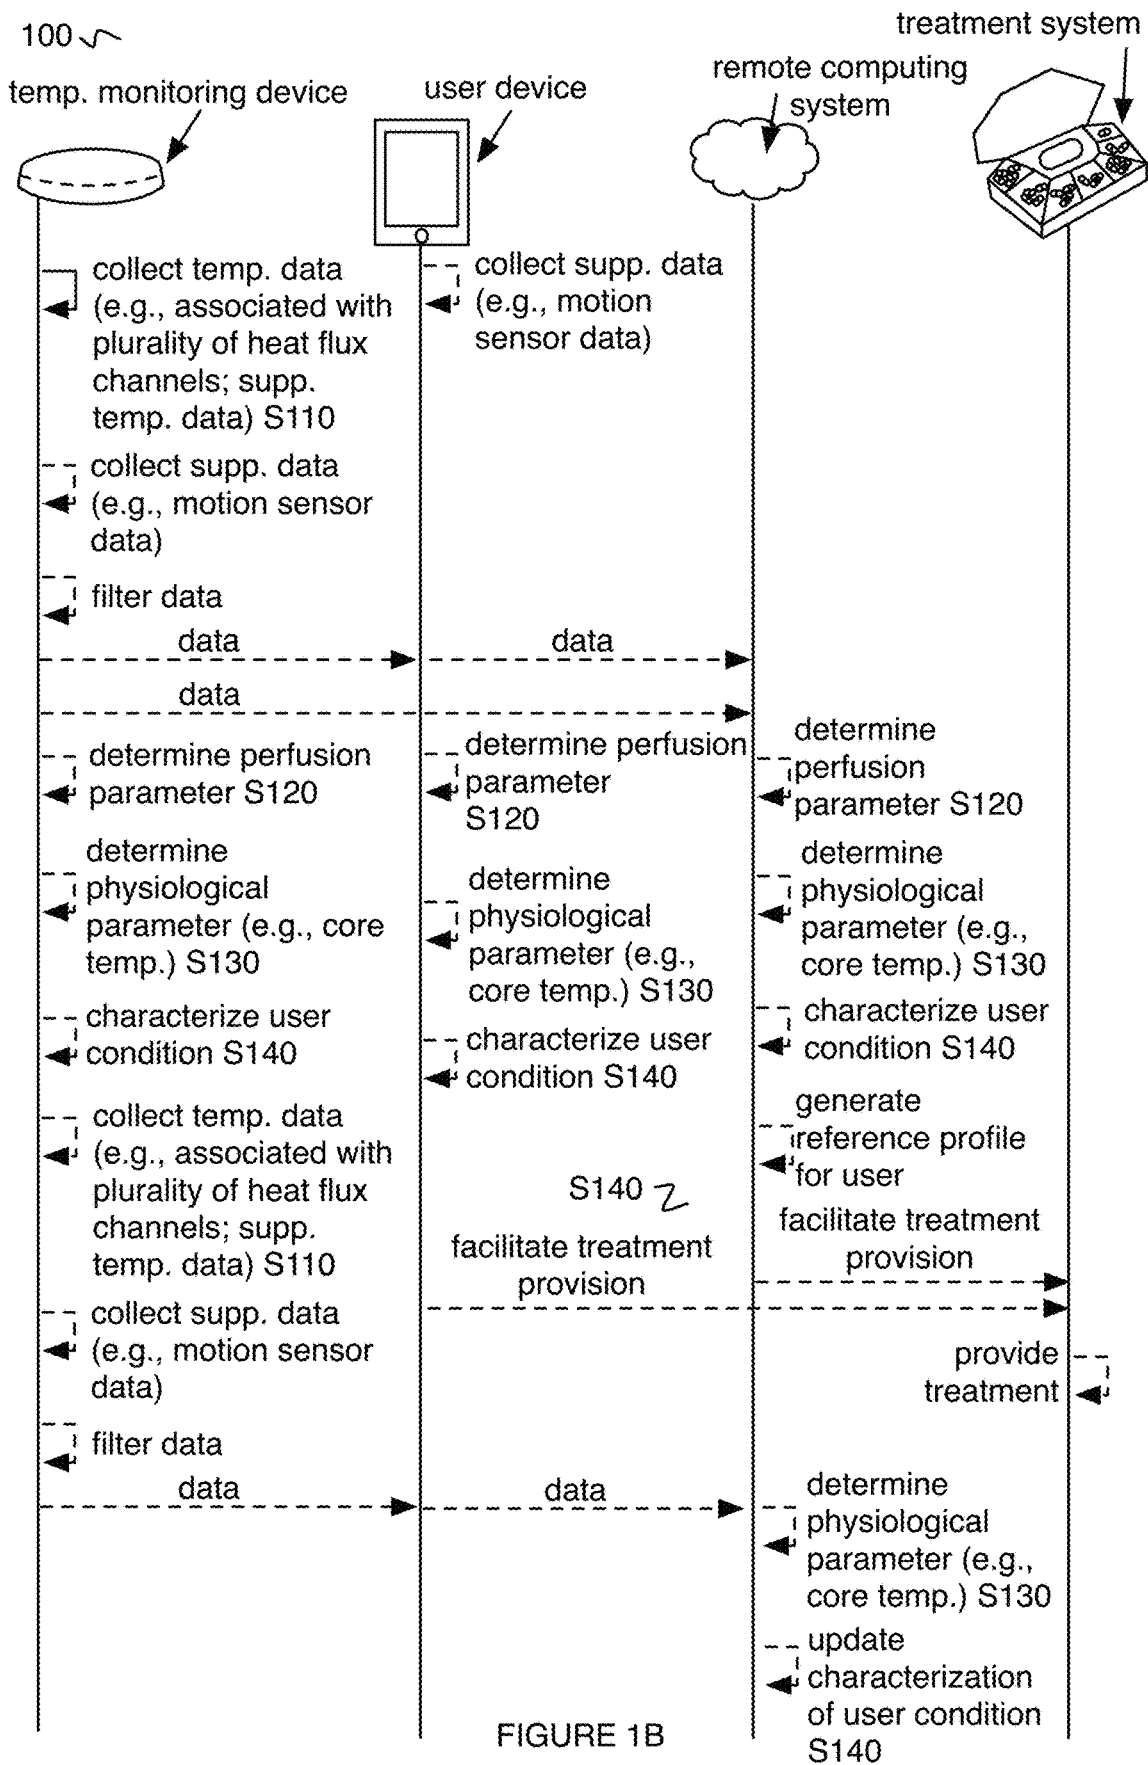 100
treatment system
temp. monitoring device
user device
remote computing
system
collect temp. data
(e.g., associated with
plurality of heat flux
channels; supp.
temp. data) S110
collect supp. data
(e.g., motion
sensor data)
collect supp. data
(e.g., motion sensor
data)
filter data
data
data
data
determine perfusion
parameter S120
determine perfusion
parameter
S120
determine
perfusion
parameter S120
determine
physiological
parameter (e.g., core
temp.) S130
determine
physiological
parameter (e.g.,
core temp.) S130
determine
physiological
parameter (e.g.,
core temp.) S130
characterize user
condition S140
characterize user
condition S140
characterize user
condition S140
generate
reference profile
for user
collect temp. data
(e.g., associated with
plurality of heat flux
channels; supp.
temp. data) S110
S140
facilitate treatment
provision
facilitate treatment
provision
collect supp. data
(e.g., motion sensor
data)
provide
treatment
filter data
data
data
determine
physiological
parameter (e.g.,
core temp.) S130
update
characterization
of user condition
S140
FIGURE 1B